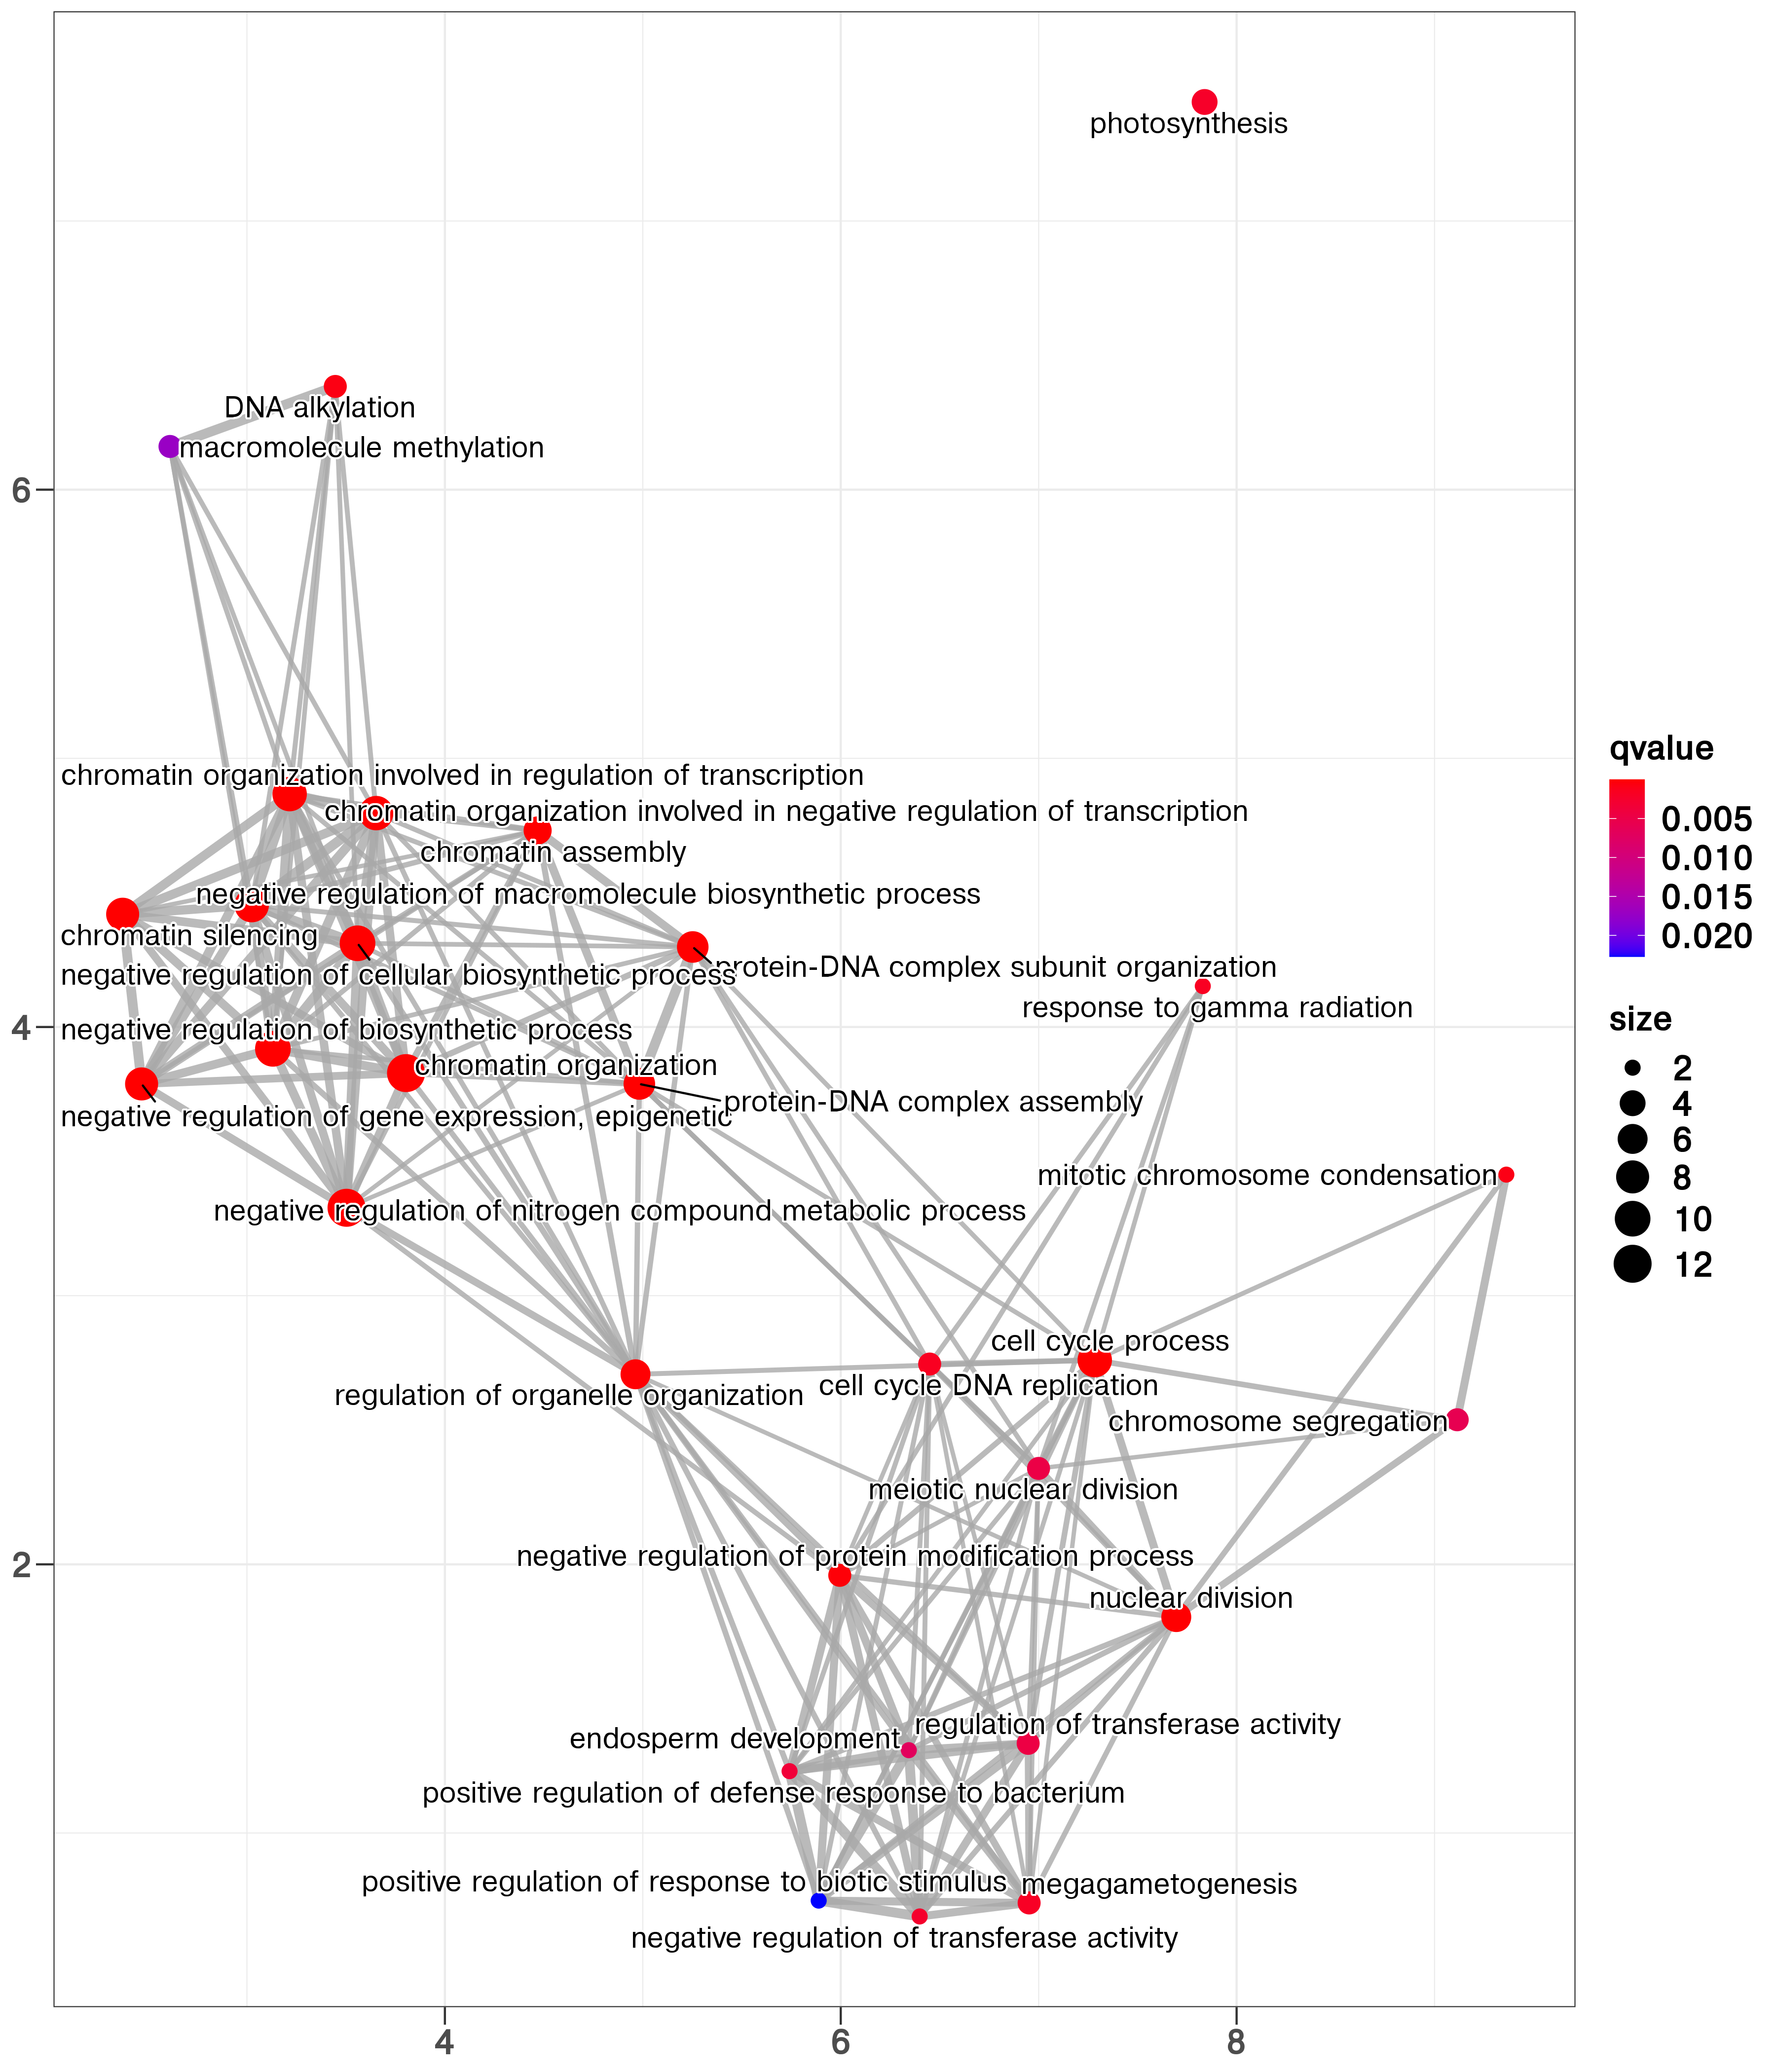 photosynthesis
DNA alkylation
macromolecule methylation
6
qvalue
chromatin organization involved in regulation of transcription
chromatin organization involved in negative regulation of transcription
0.005
chromatin assembly
0.010
negative regulation of macromolecule biosynthetic process
0.015
chromatin silencing
0.020
protein-DNA complex subunit organization
negative regulation of cellular biosynthetic process
response to gamma radiation
size
4
negative regulation of biosynthetic process
chromatin organization
2
protein-DNA complex assembly
4
negative regulation of gene expression, epigenetic
6
mitotic chromosome condensation
8
negative regulation of nitrogen compound metabolic process
10
12
cell cycle process
cell cycle DNA replication
regulation of organelle organization
chromosome segregation
meiotic nuclear division
negative regulation of protein modification process
2
nuclear division
regulation of transferase activity
endosperm development
positive regulation of defense response to bacterium
positive regulation of response to biotic stimulus
megagametogenesis
negative regulation of transferase activity
4
6
8